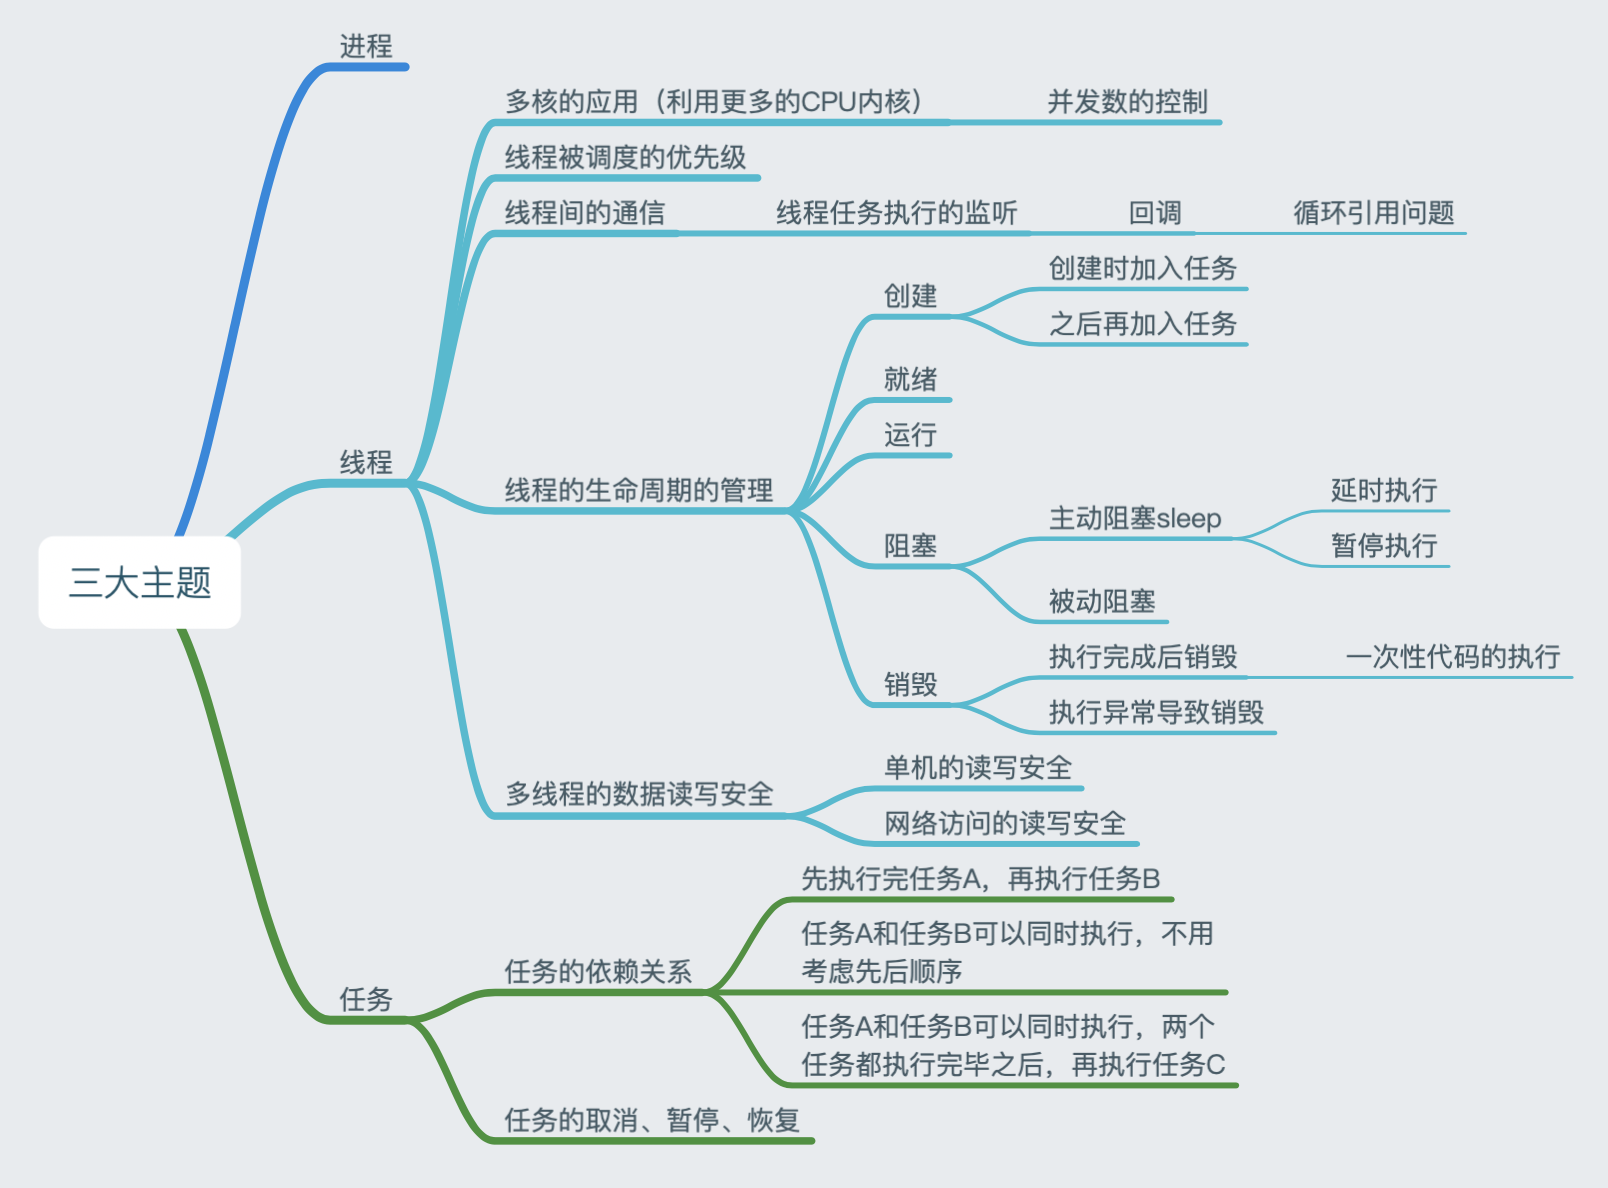 进程
多核的应用（利用更多的CPU内核）
并发数的控制
线程被调度的优先级
线程间的通信
线程任务执行的监听
回调
循环引用问题
创建
创建时加入任务
之后再加入任务
就绪
运行
线程
线程的生命周期的管理
阻塞
主动阻塞sleep
延时执行
暂停执行
被动阻塞
三大主题
销毁
执行完成后销毁
一次性代码的执行
执行异常导致销毁
多线程的数据读写安全
单机的读写安全
网络访问的读写安全
任务
任务的依赖关系
先执行完任务A，再执行任务B
任务A和任务B可以同时执行，不用
考虑先后顺序
任务A和任务B可以同时执行，两个
任务都执行完毕之后，再执行任务C
任务的取消、暂停、恢复